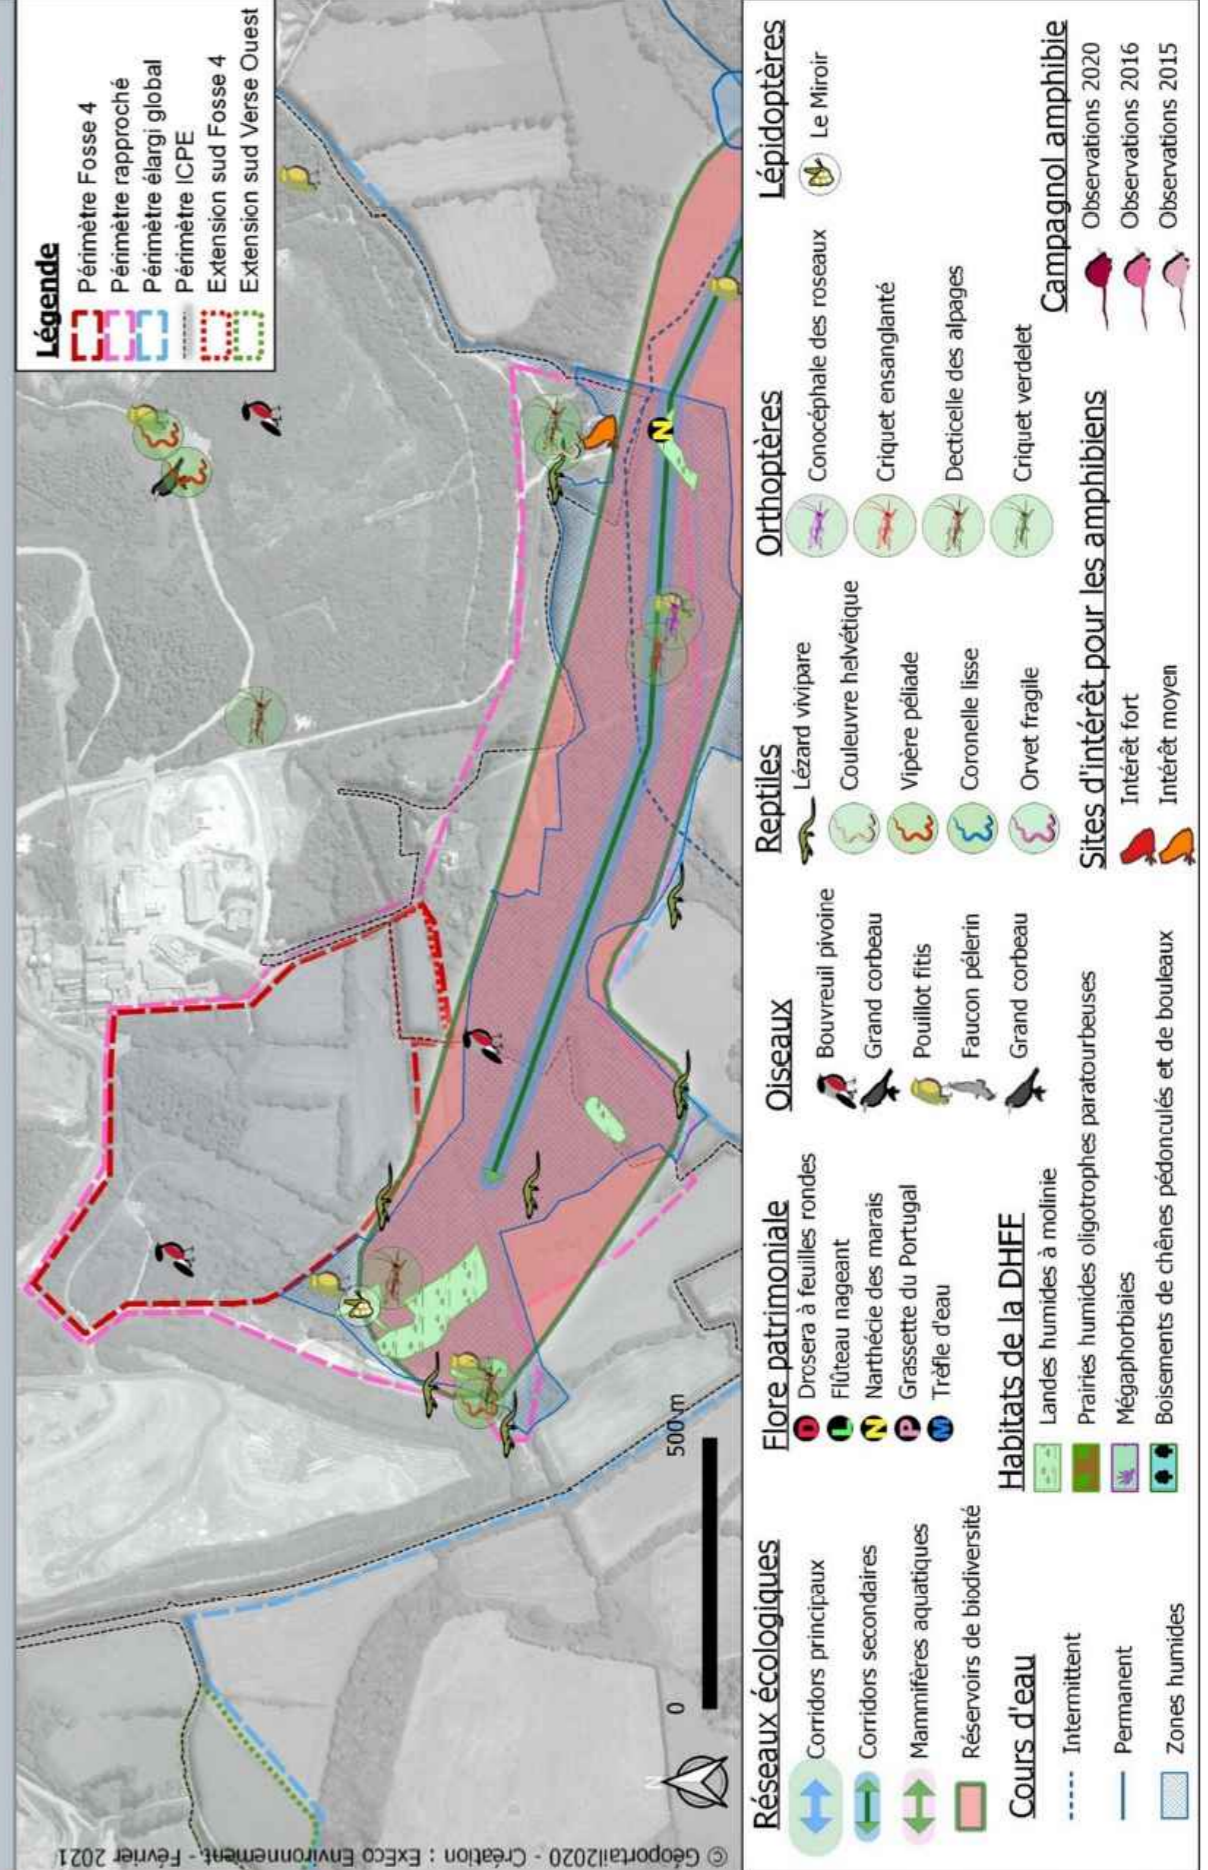 Légende
Périmètre Fosse 4
Périmètre rapproché
Périmètre élargi global
Périmètre ICPE
Extension sud Fosse 4
Extension sud Verse Ouest
N
N
0
500 m
© Géoportail2020 - Création : ExEco Environnement - Février 2021
Réseaux écologiques
Corridors principaux
Corridors secondaires
Mammifères aquatiques
Réservoirs de biodiversité
Cours d'eau
Intermittent
Permanent
Zones humides
Flore patrimoniale
D Drosera à feuilles rondes
L Flûteau nageant
N Narthécie des marais
P Grassette du Portugal
M Trèfle d'eau
Habitats de la DHFF
Landes humides à molinie
Prairies humides oligotrophes paratourbeuses
Mégaphorbiaies
Boisements de chênes pédonculés et de bouleaux
Oiseaux
Bouvreuil pivoine
Grand corbeau
Pouillot fitis
Faucon pélerin
Grand corbeau
Reptiles
Lézard vivipare
Couleuvre helvétique
Vipère péliade
Coronelle lisse
Orvet fragile
Sites d'intérêt pour les amphibiens
Intérêt fort
Intérêt moyen
Orthoptères
Conocéphale des roseaux
Criquet ensanglanté
Decticelle des alpages
Criquet verdelet
Lépidoptères
Le Miroir
Campagnol amphibie
Observations 2020
Observations 2016
Observations 2015